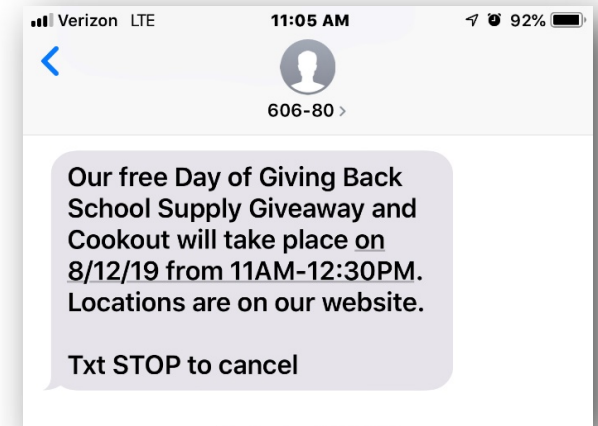 Verizon LTE 11:05 AM 92%
606-80 >
Our free Day of Giving Back
School Supply Giveaway and
Cookout will take place on
8/12/19 from 11AM-12:30PM.
Locations are on our website.
Txt STOP to cancel